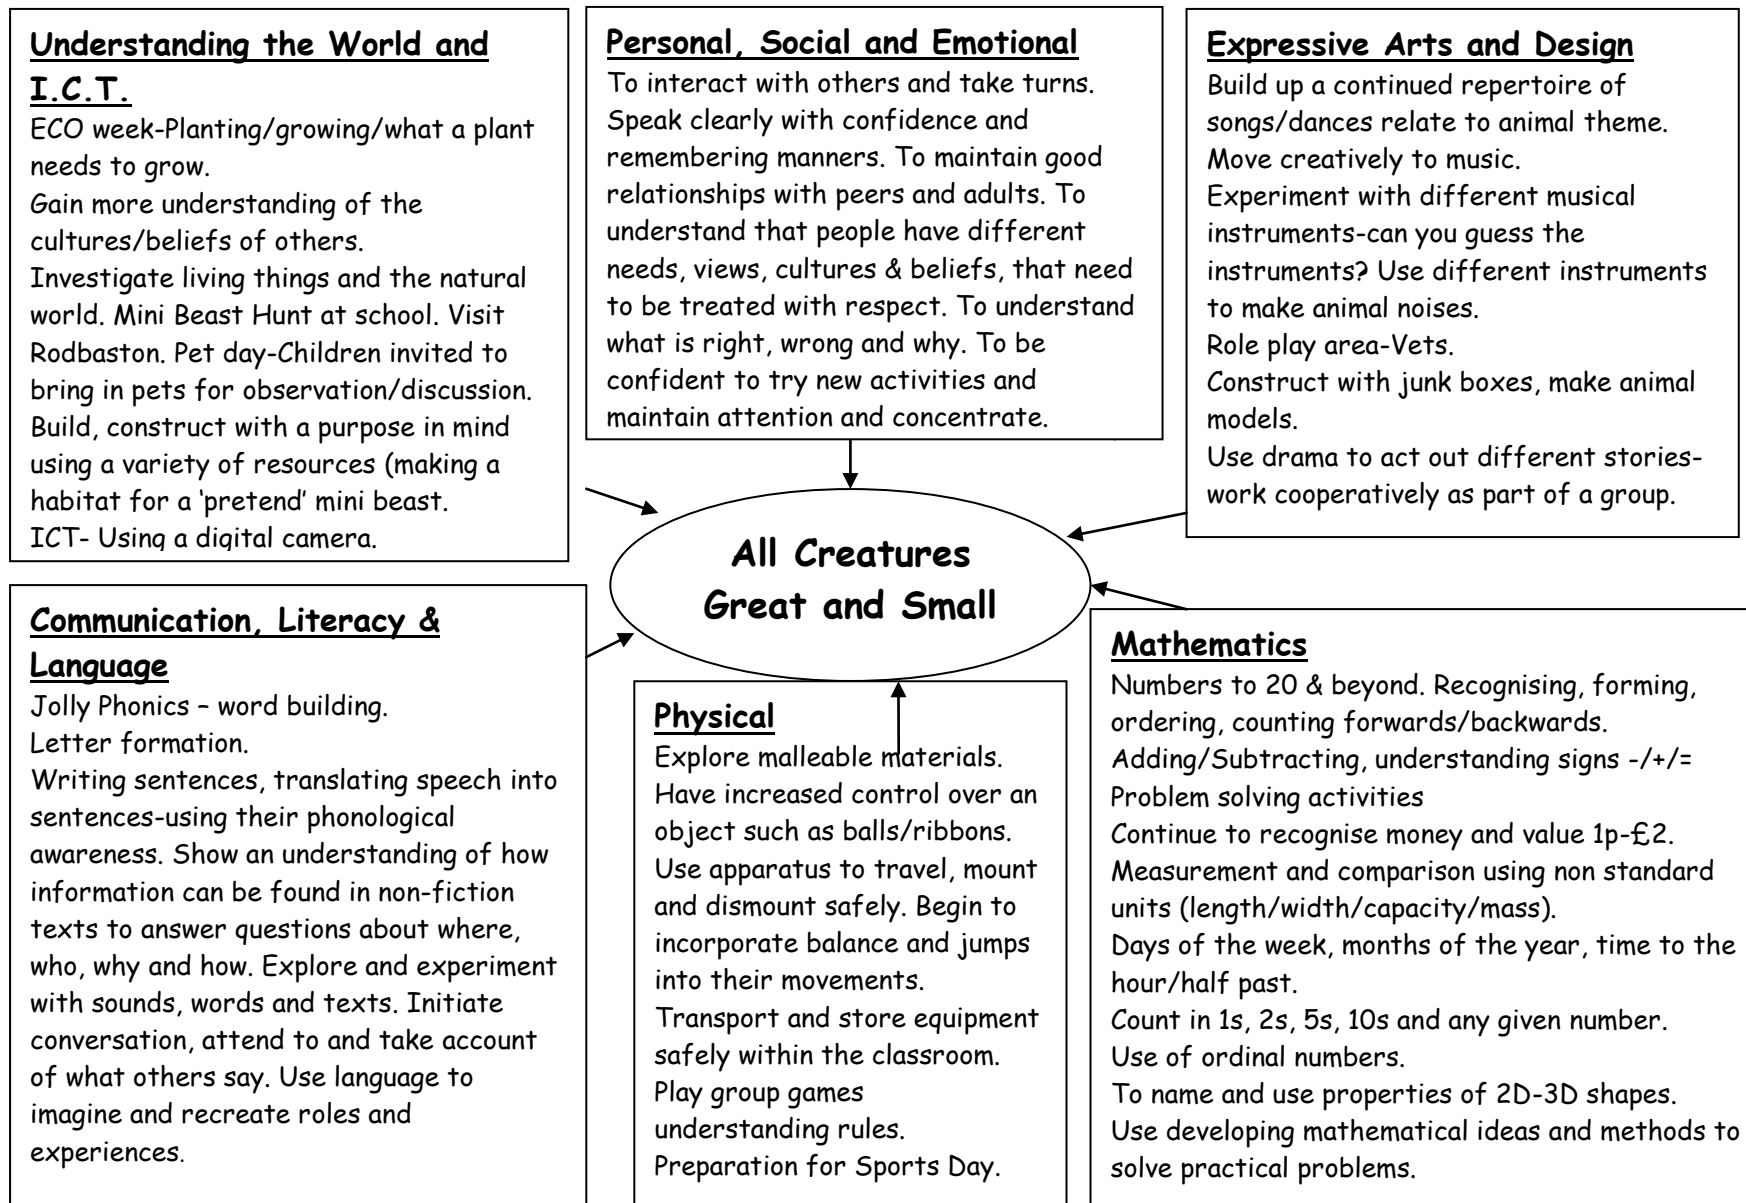 Understanding the World and
I.C.T.
ECO week-Planting/growing/what a plant
needs to grow.
Gain more understanding of the
cultures/beliefs of others.
Investigate living things and the natural
world. Mini Beast Hunt at school. Visit
Rodbaston. Pet day-Children invited to
bring in pets for observation/discussion.
Build, construct with a purpose in mind
using a variety of resources (making a
habitat for a ‘pretend’ mini beast.
ICT- Using a digital camera.
Personal, Social and Emotional
To interact with others and take turns.
Speak clearly with confidence and
remembering manners. To maintain good
relationships with peers and adults. To
understand that people have different
needs, views, cultures & beliefs, that need
to be treated with respect. To understand
what is right, wrong and why. To be
confident to try new activities and
maintain attention and concentrate.
Expressive Arts and Design
Build up a continued repertoire of
songs/dances relate to animal theme.
Move creatively to music.
Experiment with different musical
instruments-can you guess the
instruments? Use different instruments
to make animal noises.
Role play area-Vets.
Construct with junk boxes, make animal
models.
Use drama to act out different stories-
work cooperatively as part of a group.
All Creatures
Great and Small
Communication, Literacy &
Language
Jolly Phonics – word building.
Letter formation.
Writing sentences, translating speech into
sentences-using their phonological
awareness. Show an understanding of how
information can be found in non-fiction
texts to answer questions about where,
who, why and how. Explore and experiment
with sounds, words and texts. Initiate
conversation, attend to and take account
of what others say. Use language to
imagine and recreate roles and
experiences.
Physical
Explore malleable materials.
Have increased control over an
object such as balls/ribbons.
Use apparatus to travel, mount
and dismount safely. Begin to
incorporate balance and jumps
into their movements.
Transport and store equipment
safely within the classroom.
Play group games
understanding rules.
Preparation for Sports Day.
Mathematics
Numbers to 20 & beyond. Recognising, forming,
ordering, counting forwards/backwards.
Adding/Subtracting, understanding signs -/+/=
Problem solving activities
Continue to recognise money and value 1p-£2.
Measurement and comparison using non standard
units (length/width/capacity/mass).
Days of the week, months of the year, time to the
hour/half past.
Count in 1s, 2s, 5s, 10s and any given number.
Use of ordinal numbers.
To name and use properties of 2D-3D shapes.
Use developing mathematical ideas and methods to
solve practical problems.